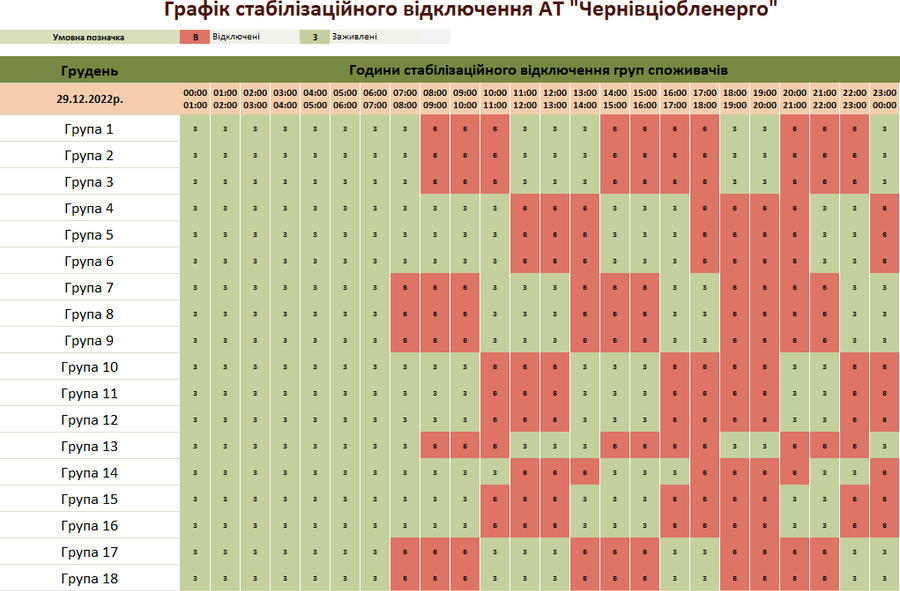 Графік стабілізаційного відключення АТ "Чернівціобленерго"
Умовна позначка В Відключені З Заживлені
Грудень Години стабілізаційного відключення груп споживачів
29.12.2022р. 00:00 01:00 02:00 03:00 04:00 05:00 06:00 07:00 08:00 09:00 10:00 11:00 12:00 13:00 14:00 15:00 16:00 17:00 18:00 19:00 20:00 21:00 22:00 23:00
01:00 02:00 03:00 04:00 05:00 06:00 07:00 08:00 09:00 10:00 11:00 12:00 13:00 14:00 15:00 16:00 17:00 18:00 19:00 20:00 21:00 22:00 23:00 00:00
Група 1 з з з з з з з з в в в з з з в в в в з з в в в з
Група 2 з з з з з з з з в в в з з з в в в в з з в в в з
Група 3 з з з з з з з з в в в з з з в в в в з з в в в з
Група 4 з з з з з з з з з з з в в в з з з в в в в з з в
Група 5 з з з з з з з з з з з в в в з з з в в в в з з в
Група 6 з з з з з з з з з з з в в в з з з в в в в з з в
Група 7 з з з з з з з в в в з з з в в в з з в в в в з з
Група 8 з з з з з з з в в в з з з в в в з з в в в в з з
Група 9 з з з з з з з в в в з з з в в в з з в в в в з з
Група 10 з з з з з з з з з з в в в з з з в в в в з з в в
Група 11 з з з з з з з з з з в в в з з з в в в в з з в в
Група 12 з з з з з з з з з з в в в з з з в в в в з з в в
Група 13 з з з з з з з з в в в з з з в в в в з з в в в з
Група 14 з з з з з з з з з з з в в в з з з в в в в з з в
Група 15 з з з з з з з з з з в в в з з з в в в в з з в в
Група 16 з з з з з з з з з з в в в з з з в в в в з з в в
Група 17 з з з з з з з в в в з з з в в в з з в в в в з з
Група 18 з з з з з з з в в в з з з в в в з з в в в в з з